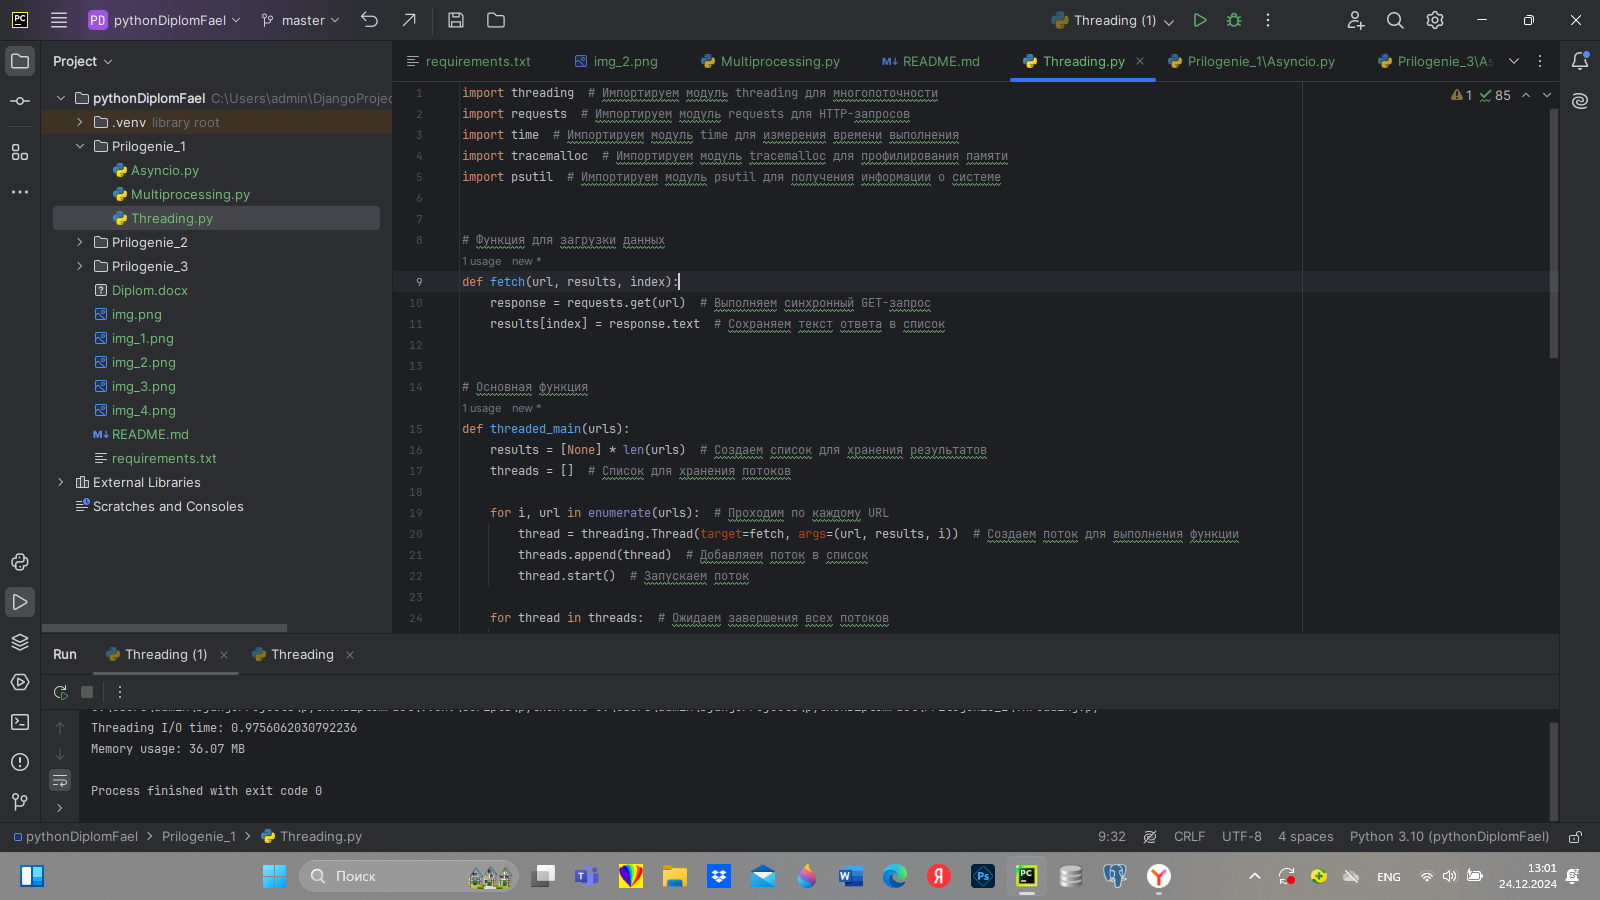 PC
PD pythonDiplomFael
master
Threading (1)
Project
requirements.txt
img_2.png
Multiprocessing.py
README.md
Threading.py
Prilogenie_1\Asyncio.py
Prilogenie_3\As
pythonDiplomFael C:\Users\admin\DjangoProjec
.venv library root
Prilogenie_1
Asyncio.py
Multiprocessing.py
Threading.py
Prilogenie_2
Prilogenie_3
Diplom.docx
img.png
img_1.png
img_2.png
img_3.png
img_4.png
README.md
requirements.txt
External Libraries
Scratches and Consoles
1 85
1 import threading # Импортируем модуль threading для многопоточности
2 import requests # Импортируем модуль requests для HTTP-запросов
3 import time # Импортируем модуль time для измерения времени выполнения
4 import tracemalloc # Импортируем модуль tracemalloc для профилирования памяти
5 import psutil # Импортируем модуль psutil для получения информации о системе
6
7
8 # Функция для загрузки данных
1 usage new *
9 def fetch(url, results, index):
10 response = requests.get(url) # Выполняем синхронный GET-запрос
11 results[index] = response.text # Сохраняем текст ответа в список
12
13
14 # Основная функция
1 usage new *
15 def threaded_main(urls):
16 results = [None] * len(urls) # Создаем список для хранения результатов
17 threads = [] # Список для хранения потоков
18
19 for i, url in enumerate(urls): # Проходим по каждому URL
20 thread = threading.Thread(target=fetch, args=(url, results, i)) # Создаем поток для выполнения функции
21 threads.append(thread) # Добавляем поток в список
22 thread.start() # Запускаем поток
23
24 for thread in threads: # Ожидаем завершения всех потоков
Run
Threading (1)
Threading
Threading I/O time: 0.9756062030792236
Memory usage: 36.07 MB
Process finished with exit code 0
pythonDiplomFael > Prilogenie_1 > Threading.py
9:32 CRLF UTF-8 4 spaces Python 3.10 (pythonDiplomFael)
Поиск
ENG
13:01
24.12.2024